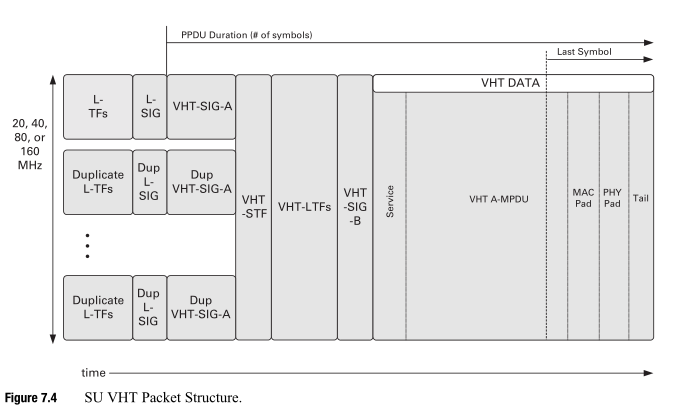 PPDU Duration (# of symbols)
Last Symbol
20, 40,
80, or
160
MHz
L-
TFs
L-
SIG
VHT-SIG-A
VHT DATA
Duplicate
L-TFs
Dup
L-
SIG
Dup
VHT-SIG-A
VHT
-STF
VHT-LTFs
VHT
-SIG
-B
Service
VHT A-MPDU
MAC
Pad
PHY
Pad
Tail
Duplicate
L-TFs
Dup
L-
SIG
Dup
VHT-SIG-A
time
Figure 7.4 SU VHT Packet Structure.